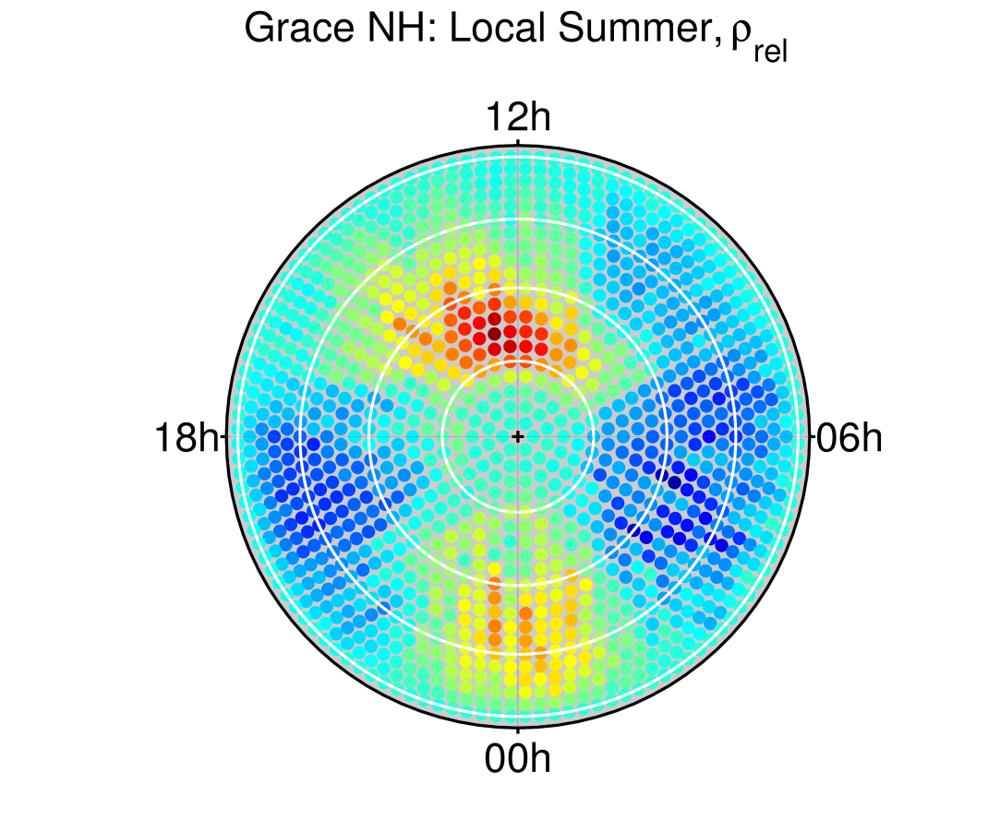 Grace NH: Local Summer, ρrel
12h
18h
06h
00h